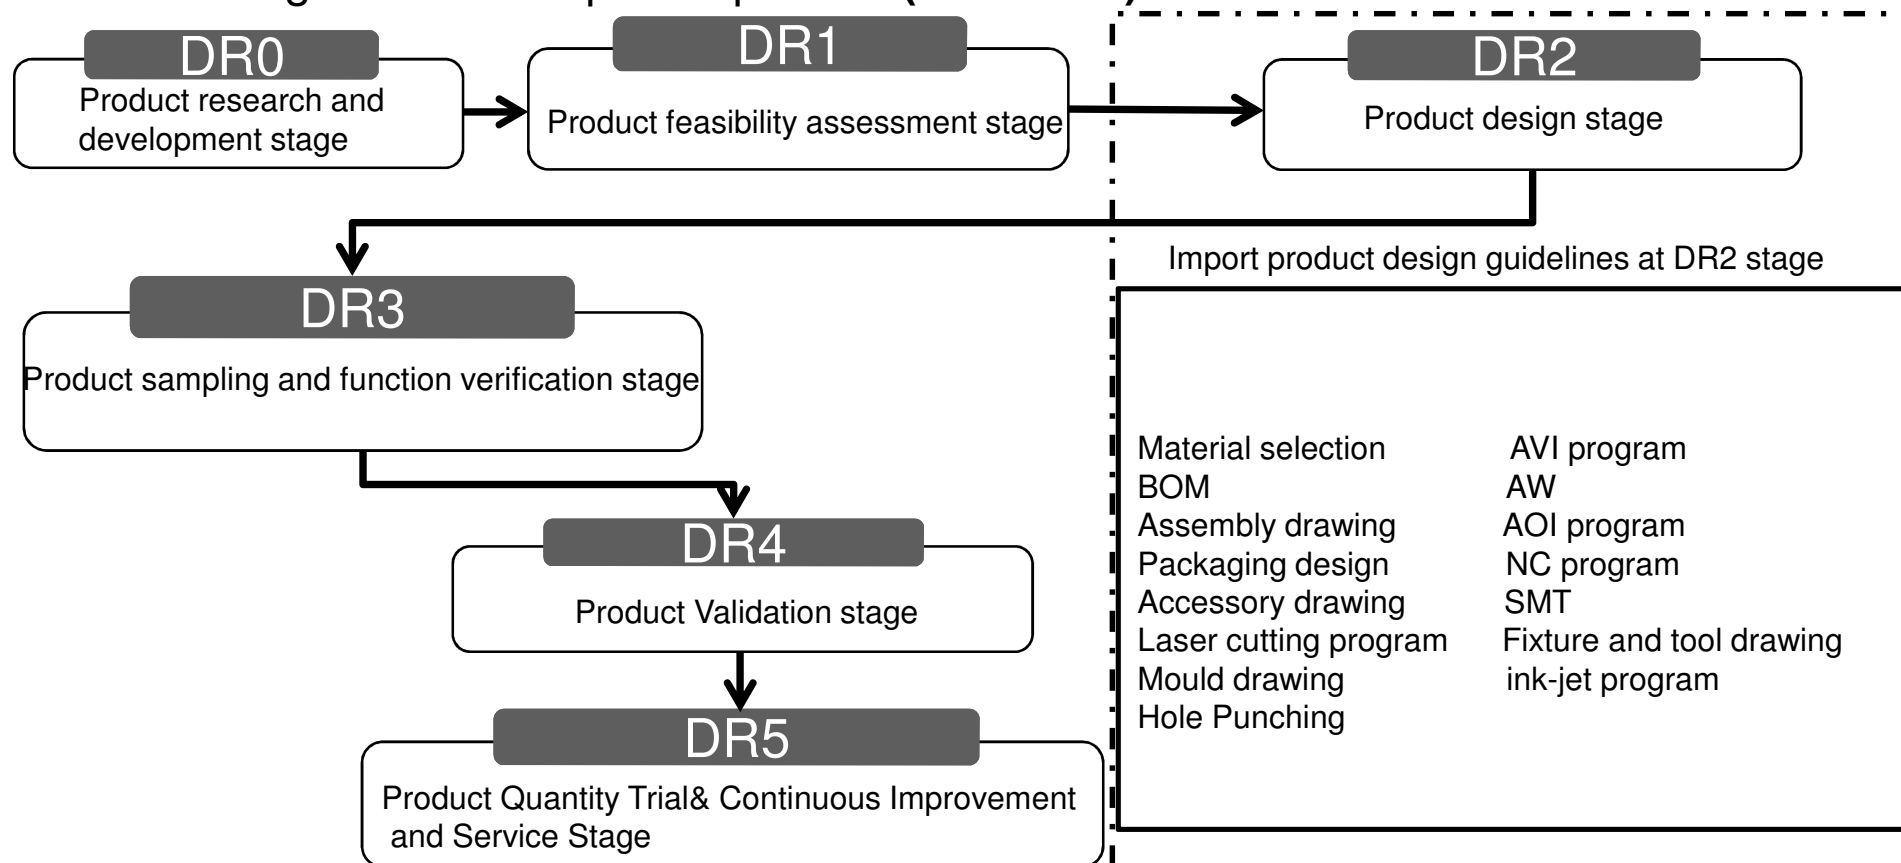 DR0
Product research and
development stage
DR1
Product feasibility assessment stage
DR2
Product design stage
Import product design guidelines at DR2 stage
DR3
Product sampling and function verification stage
DR4
Product Validation stage
DR5
Product Quantity Trial& Continuous Improvement
and Service Stage
Material selection
BOM
Assembly drawing
Packaging design
Accessory drawing
Laser cutting program
Mould drawing
Hole Punching
AVI program
AW
AOI program
NC program
SMT
Fixture and tool drawing
ink-jet program